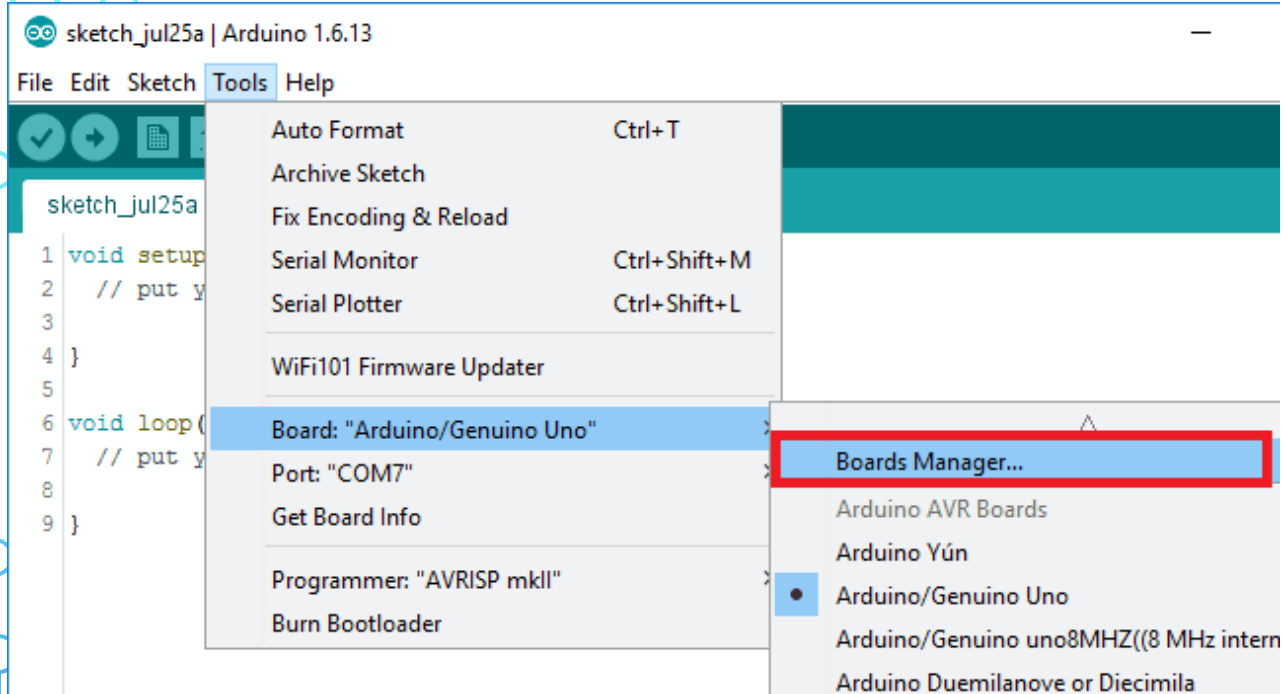 sketch_jul25a | Arduino 1.6.13
File Edit Sketch Tools Help
Auto Format Ctrl+T
Archive Sketch
Fix Encoding & Reload
Serial Monitor Ctrl+Shift+M
Serial Plotter Ctrl+Shift+L
WiFi101 Firmware Updater
Board: "Arduino/Genuino Uno"
Port: "COM7"
Get Board Info
Programmer: "AVRISP mkII"
Burn Bootloader
Boards Manager...
Arduino AVR Boards
Arduino Yún
Arduino/Genuino Uno
Arduino/Genuino uno8MHZ((8 MHz intern
Arduino Duemilanove or Diecimila
sketch_jul25a
1 void setup
2 // put y
3
4 }
5
6 void loop(
7 // put y
8
9 }